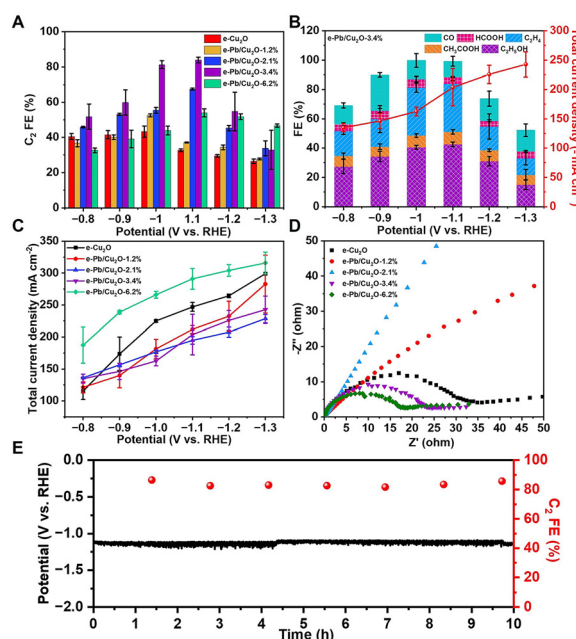 A
e-Cu₂O
e-Pb/Cu₂O-1.2%
e-Pb/Cu₂O-2.1%
e-Pb/Cu₂O-3.4%
e-Pb/Cu₂O-6.2%
C₂ FE (%)
100
80
60
40
20
0
−0.8 −0.9 −1 1.1 −1.2 −1.3
Potential (V vs. RHE)
B
e-Pb/Cu₂O-3.4%
CO HCOOH C₂H₄
CH₃COOH C₂H₅OH
FE (%)
120
100
80
60
40
20
0
−0.8 −0.9 −1 −1.1 −1.2 −1.3
Potential (V vs. RHE)
300
250
200
150
100
50
0
Total current density (−mA cm⁻²)
C
e-Cu₂O
e-Pb/Cu₂O-1.2%
e-Pb/Cu₂O-2.1%
e-Pb/Cu₂O-3.4%
e-Pb/Cu₂O-6.2%
Total current density (mA cm⁻²)
350
300
250
200
150
100
−0.8 −0.9 −1 −1.1 −1.2 −1.3
Potential (V vs. RHE)
D
e-Cu₂O
e-Pb/Cu₂O-1.2%
e-Pb/Cu₂O-2.1%
e-Pb/Cu₂O-3.4%
e-Pb/Cu₂O-6.2%
-Z'' (ohm)
-50
-40
-30
-20
-10
0
0 5 10 15 20 25 30 35 40 45 50
Z' (ohm)
E
Potential (V vs. RHE)
0.0
−0.5
−1.0
−1.5
−2.0
0 1 2 3 4 5 6 7 8 9 10
Time (h)
100
80
60
40
20
0
C₂ FE (%)